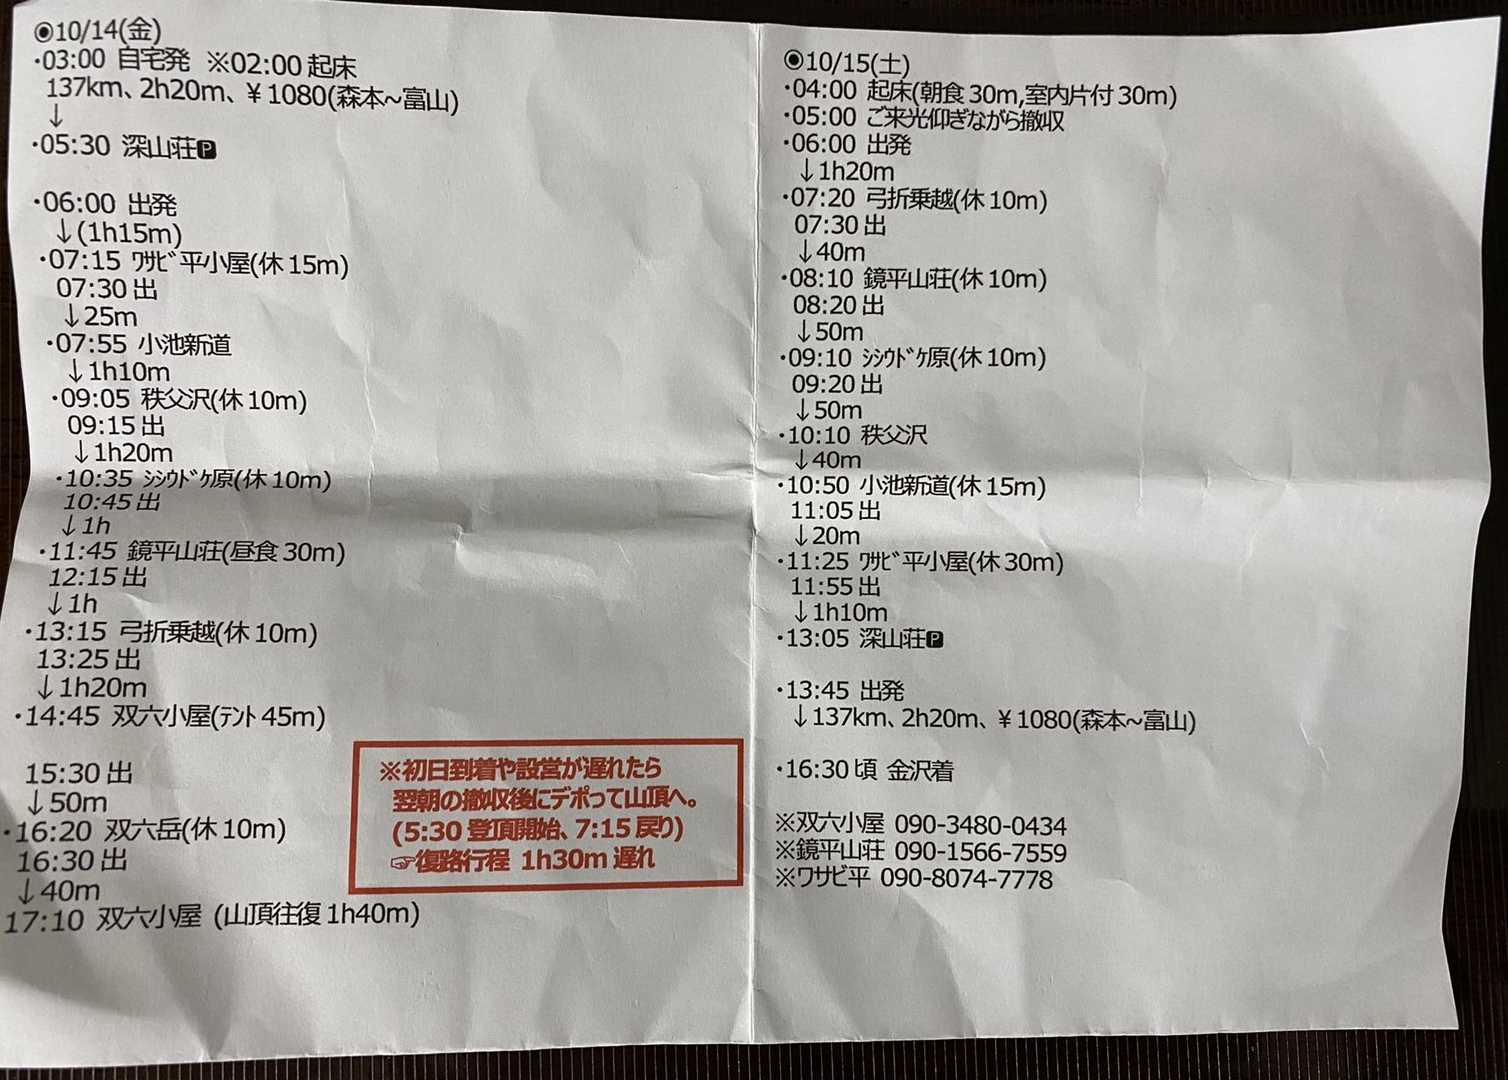 ◉10/14(金)
・03:00 自宅発 ※02:00 起床
137km、2h20m、￥1080(森本~富山)
↓
・05:30 深山荘🅿
・06:00 出発
↓(1h15m)
・07:15 ﾜｻﾋﾞ平小屋(休15m)
07:30 出
↓25m
・07:55 小池新道
↓1h10m
・09:05 秩父沢(休10m)
09:15 出
↓1h20m
・10:35 ｼｼｳﾄﾞｹ原(休10m)
10:45 出
↓1h
・11:45 鏡平山荘(昼食30m)
12:15 出
↓1h
・13:15 弓折乗越(休10m)
13:25 出
↓1h20m
・14:45 双六小屋(ﾃﾝﾄ45m)
15:30 出
↓50m
・16:20 双六岳(休10m)
16:30 出
↓40m
17:10 双六小屋 (山頂往復1h40m)
※初日到着や設営が遅れたら
翌朝の撤収後にデポって山頂へ。
(5:30 登頂開始、7:15 戻り)
☞復路行程 1h30m 遅れ
◉10/15(土)
・04:00 起床(朝食30m,室内片付30m)
・05:00 ご来光仰ぎながら撤収
・06:00 出発
↓1h20m
・07:20 弓折乗越(休10m)
07:30 出
↓40m
・08:10 鏡平山荘(休10m)
08:20 出
↓50m
・09:10 ｼｼｳﾄﾞｹ原(休10m)
09:20 出
↓50m
・10:10 秩父沢
↓40m
・10:50 小池新道(休15m)
11:05 出
↓20m
・11:25 ﾜｻﾋﾞ平小屋(休30m)
11:55 出
↓1h10m
・13:05 深山荘🅿
・13:45 出発
↓137km、2h20m、￥1080(森本~富山)
・16:30 頃 金沢着
※双六小屋 090-3480-0434
※鏡平山荘 090-1566-7559
※ワサビ平 090-8074-7778